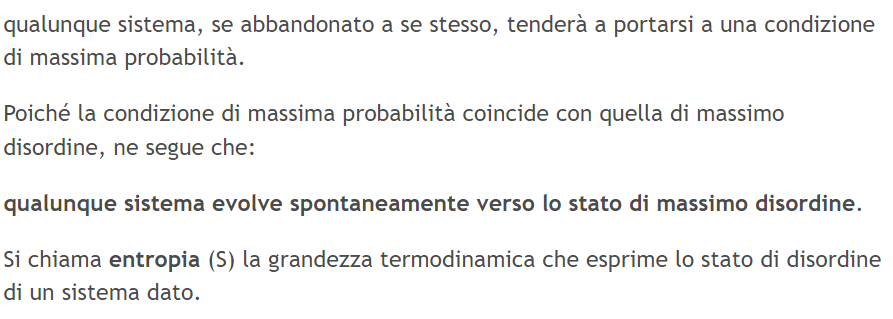 qualunque sistema, se abbandonato a se stesso, tenderà a portarsi a una condizione
di massima probabilità.
Poiché la condizione di massima probabilità coincide con quella di massimo
disordine, ne segue che:
qualunque sistema evolve spontaneamente verso lo stato di massimo disordine.
Si chiama entropia (S) la grandezza termodinamica che esprime lo stato di disordine
di un sistema dato.